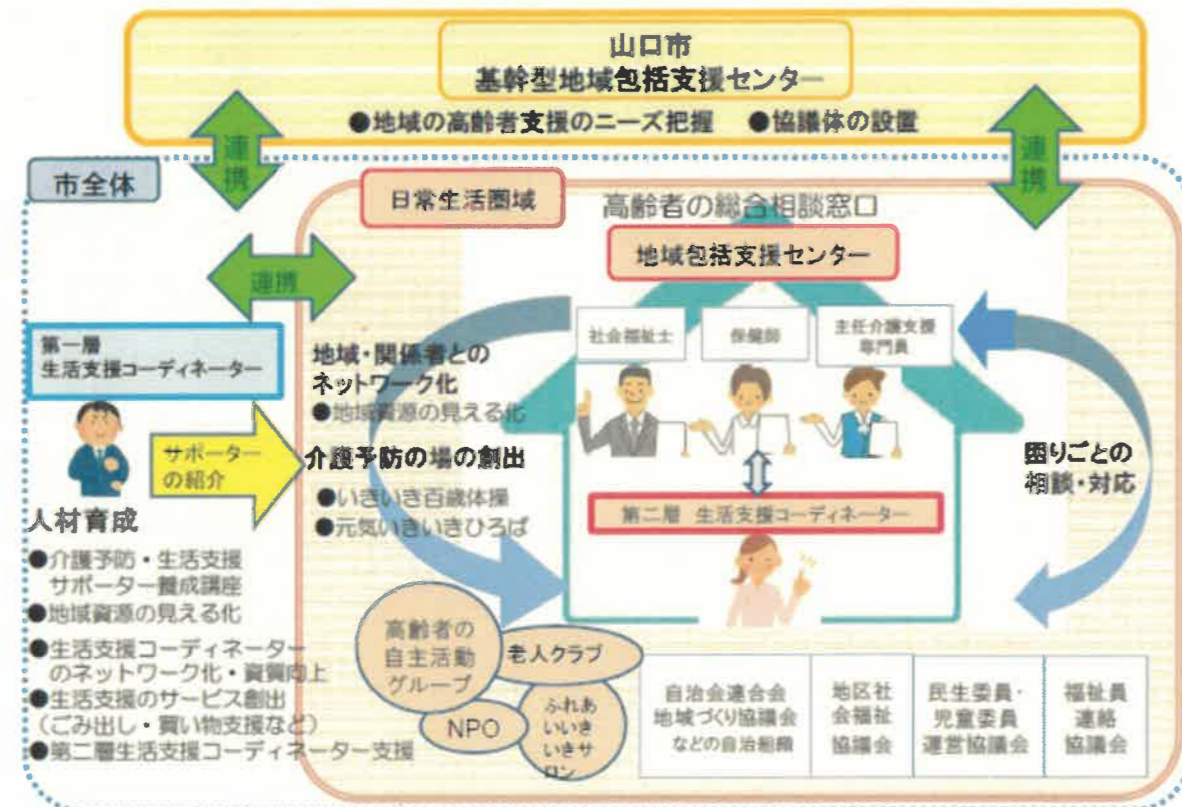 山口市
基幹型地域包括支援センター
●地域の高齢者支援のニーズ把握　●協議体の設置
連携
連携
市全体
日常生活圏域
高齢者の総合相談窓口
地域包括支援センター
連携
社会福祉士
保健師
主任介護支援
専門員
第一層
生活支援コーディネーター
地域・関係者との
ネットワーク化
●地域資源の見える化
サポーター
の紹介
介護予防の場の創出
●いきいき百歳体操
●元気いきいきひろば
困りごとの
相談・対応
第二層 生活支援コーディネーター
人材育成
●介護予防・生活支援
サポーター養成講座
●地域資源の見える化
●生活支援コーディネーター
のネットワーク化・資質向上
●生活支援のサービス創出
（ごみ出し・買い物支援など）
●第二層生活支援コーディネーター支援
高齢者の
自主活動
グループ
老人クラブ
NPO
ふれあ
いいき
いきサ
ロン
自治会連合会
地域づくり協議会
などの自治組織
地区社
会福祉
協議会
民生委員・
児童委員
運営協議会
福祉員
連絡
協議会